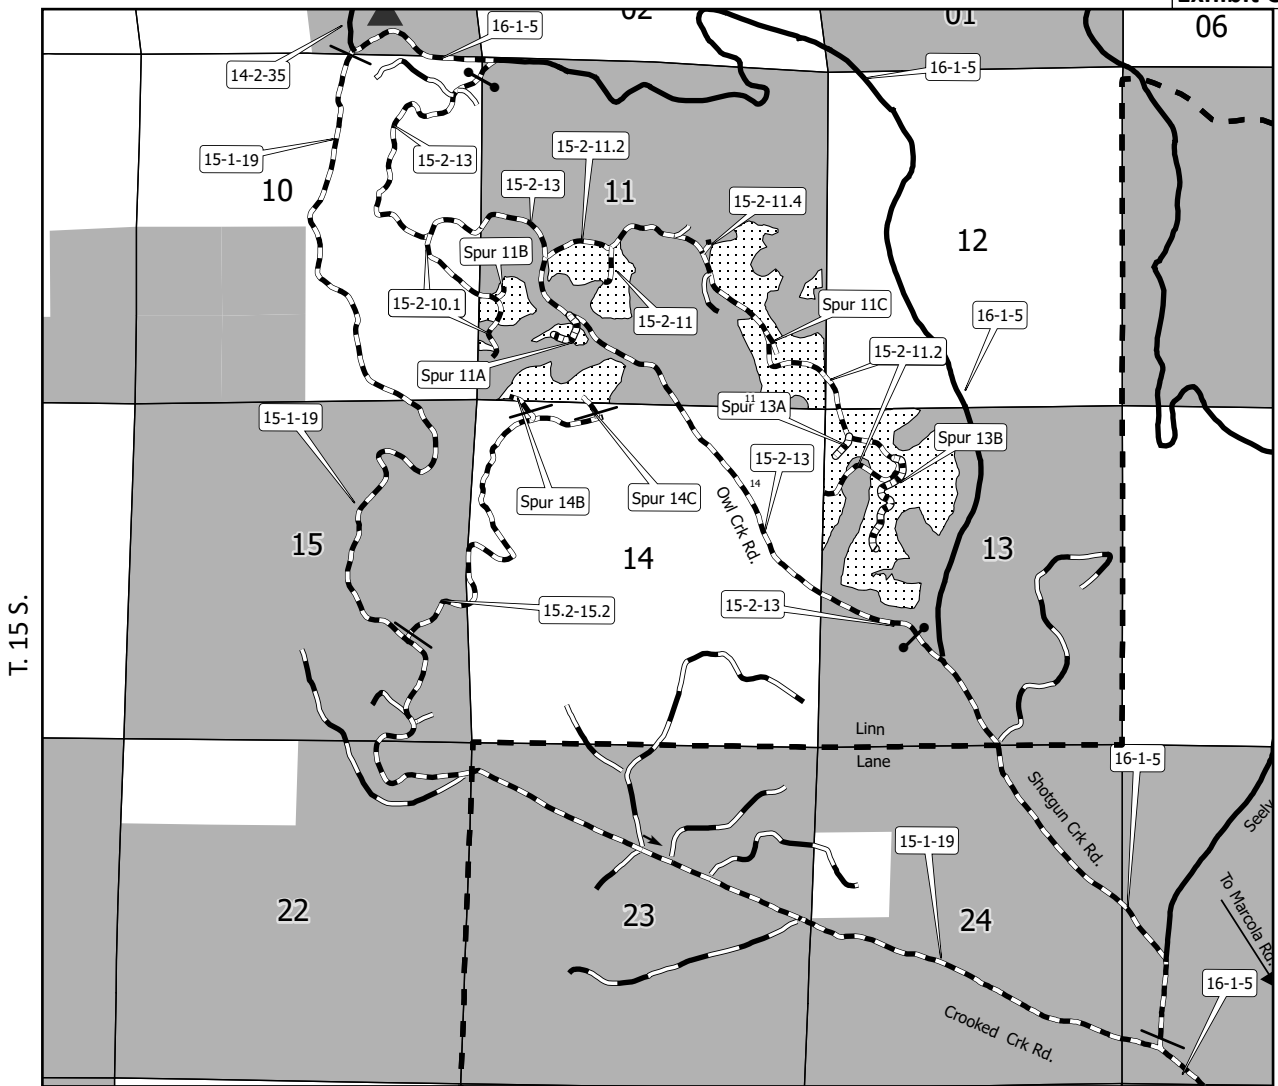 02
01
06
16-1-5
14-2-35
16-1-5
15-1-19
15-2-13
15-2-11.2
10
15-2-13
11
15-2-11.4
12
Spur 11B
15-2-10.1
15-2-11
Spur 11C
16-1-5
15-2-11.2
Spur 11A
11
Spur 13A
15-1-19
Spur 13B
15-2-13
14
Spur 14B
Spur 14C
Owl Crk Rd.
15
14
13
T. 15 S.
15.2-15.2
15-2-13
Linn
Lane
16-1-5
Shotgun Crk Rd.
15-1-19
Seely
To Marcola Rd.
22
23
24
16-1-5
Crooked Crk Rd.